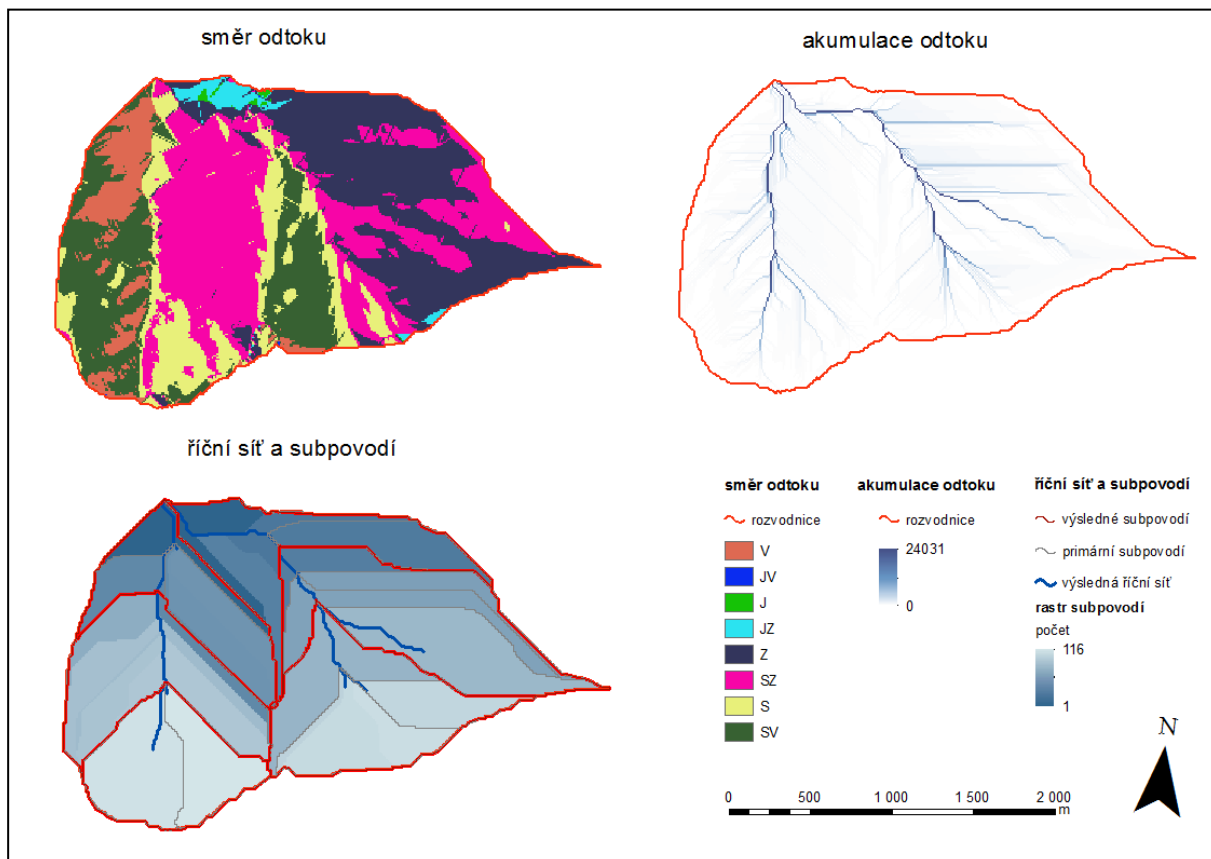 směr odtoku
akumulace odtoku
říční síť a subpovodí
směr odtoku
rozvodnice
V
JV
J
JZ
Z
SZ
S
SV
akumulace odtoku
rozvodnice
24031
0
říční síť a subpovodí
výsledné subpovodí
primární subpovodí
výsledná říční síť
rastr subpovodí
počet
116
1
N
0 500 1 000 1 500 2 000
m